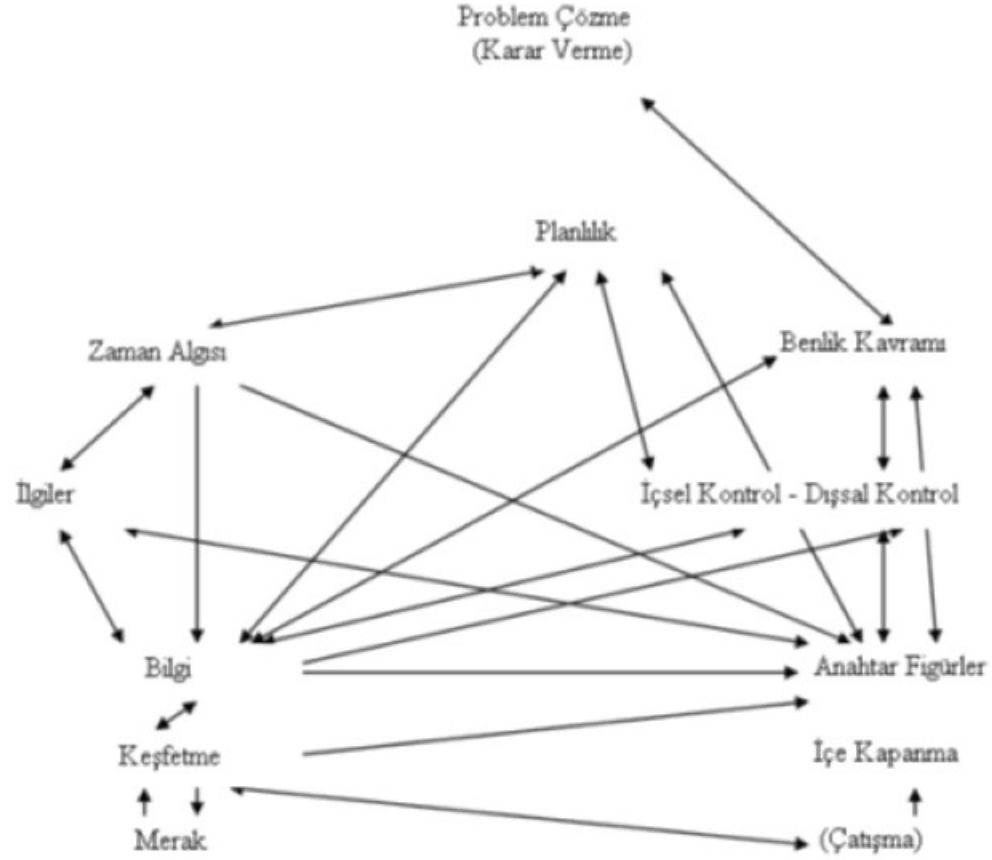 Problem Çözme
(Karar Verme)
Planlılık
Zaman Algısı
Benlik Kavramı
İlgiler
İçsel Kontrol - Dışsal Kontrol
Bilgi
Anahtar Figürler
Keşfetme
İçe Kapanma
Merak
(Çatışma)